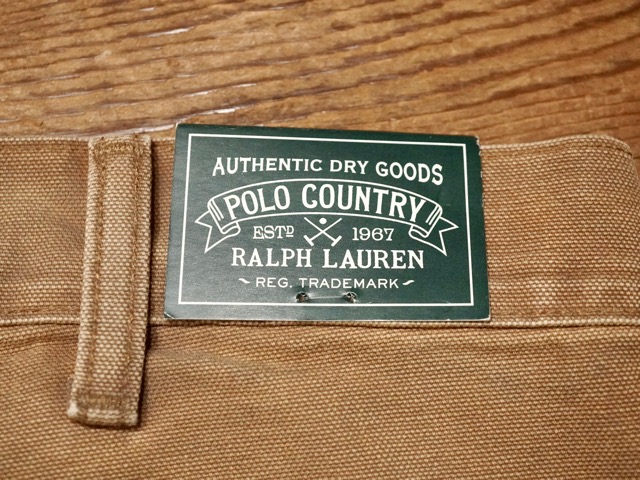 AUTHENTIC DRY GOODS
POLO COUNTRY
ESTD 1967
RALPH LAUREN
~ REG. TRADEMARK ~